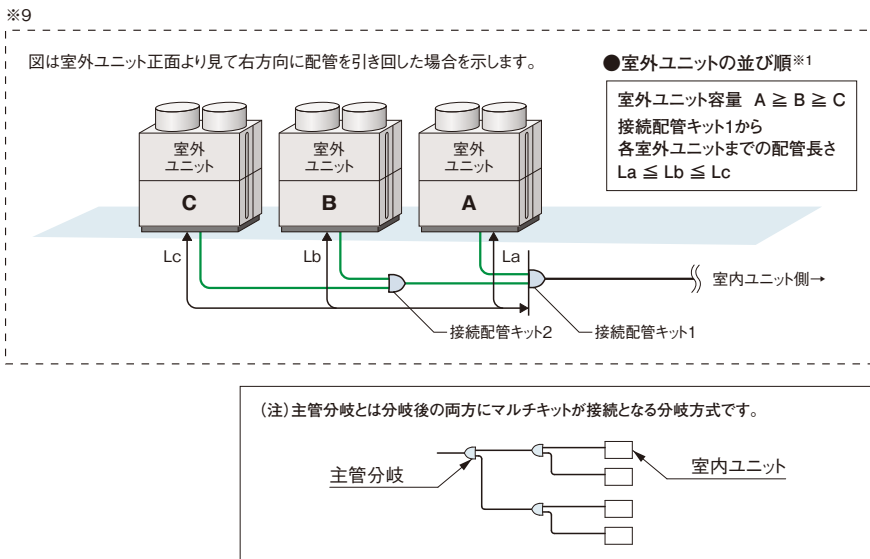 ※9
図は室外ユニット正面より見て右方向に配管を引き回した場合を示します。
●室外ユニットの並び順※1
室外ユニット容量 A ≧ B ≧ C
接続配管キット1から
各室外ユニットまでの配管長さ
La ≦ Lb ≦ Lc
室外
ユニット
C
室外
ユニット
B
室外
ユニット
A
Lc
Lb
La
室内ユニット側→
接続配管キット2
接続配管キット1
(注)主管分岐とは分岐後の両方にマルチキットが接続となる分岐方式です。
主管分岐
室内ユニット